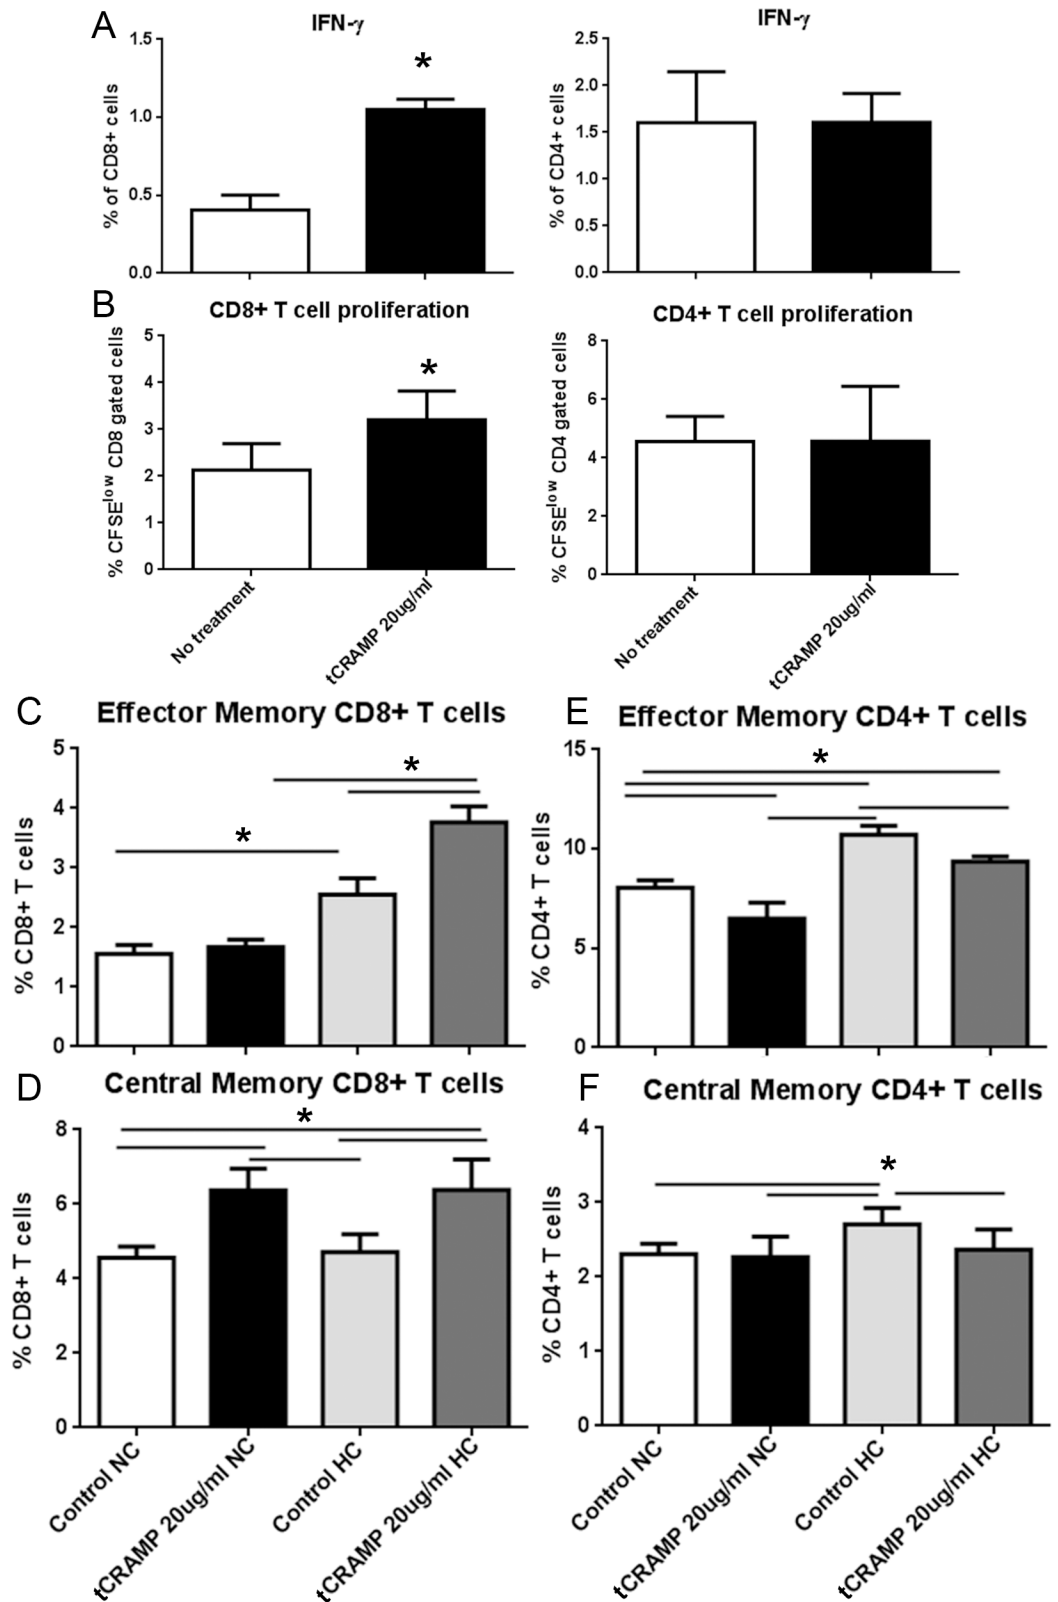 A
IFN-γ
% of CD8+ cells
1.5
1.0
0.5
0.0
*
IFN-γ
% of CD4+ cells
2.5
2.0
1.5
1.0
0.5
0.0
B
CD8+ T cell proliferation
% CFSElow CD8 gated cells
5
4
3
2
1
0
*
No treatment
tCRAMP 20ug/ml
CD4+ T cell proliferation
% CFSElow CD4 gated cells
8
6
4
2
0
No treatment
tCRAMP 20ug/ml
C
Effector Memory CD8+ T cells
% CD8+ T cells
5
4
3
2
1
0
*
*
E
Effector Memory CD4+ T cells
% CD4+ T cells
15
10
5
0
*
D
Central Memory CD8+ T cells
% CD8+ T cells
8
6
4
2
0
*
Control NC
tCRAMP 20ug/ml NC
Control HC
tCRAMP 20ug/ml HC
F
Central Memory CD4+ T cells
% CD4+ T cells
4
3
2
1
0
*
Control NC
tCRAMP 20ug/ml NC
Control HC
tCRAMP 20ug/ml HC